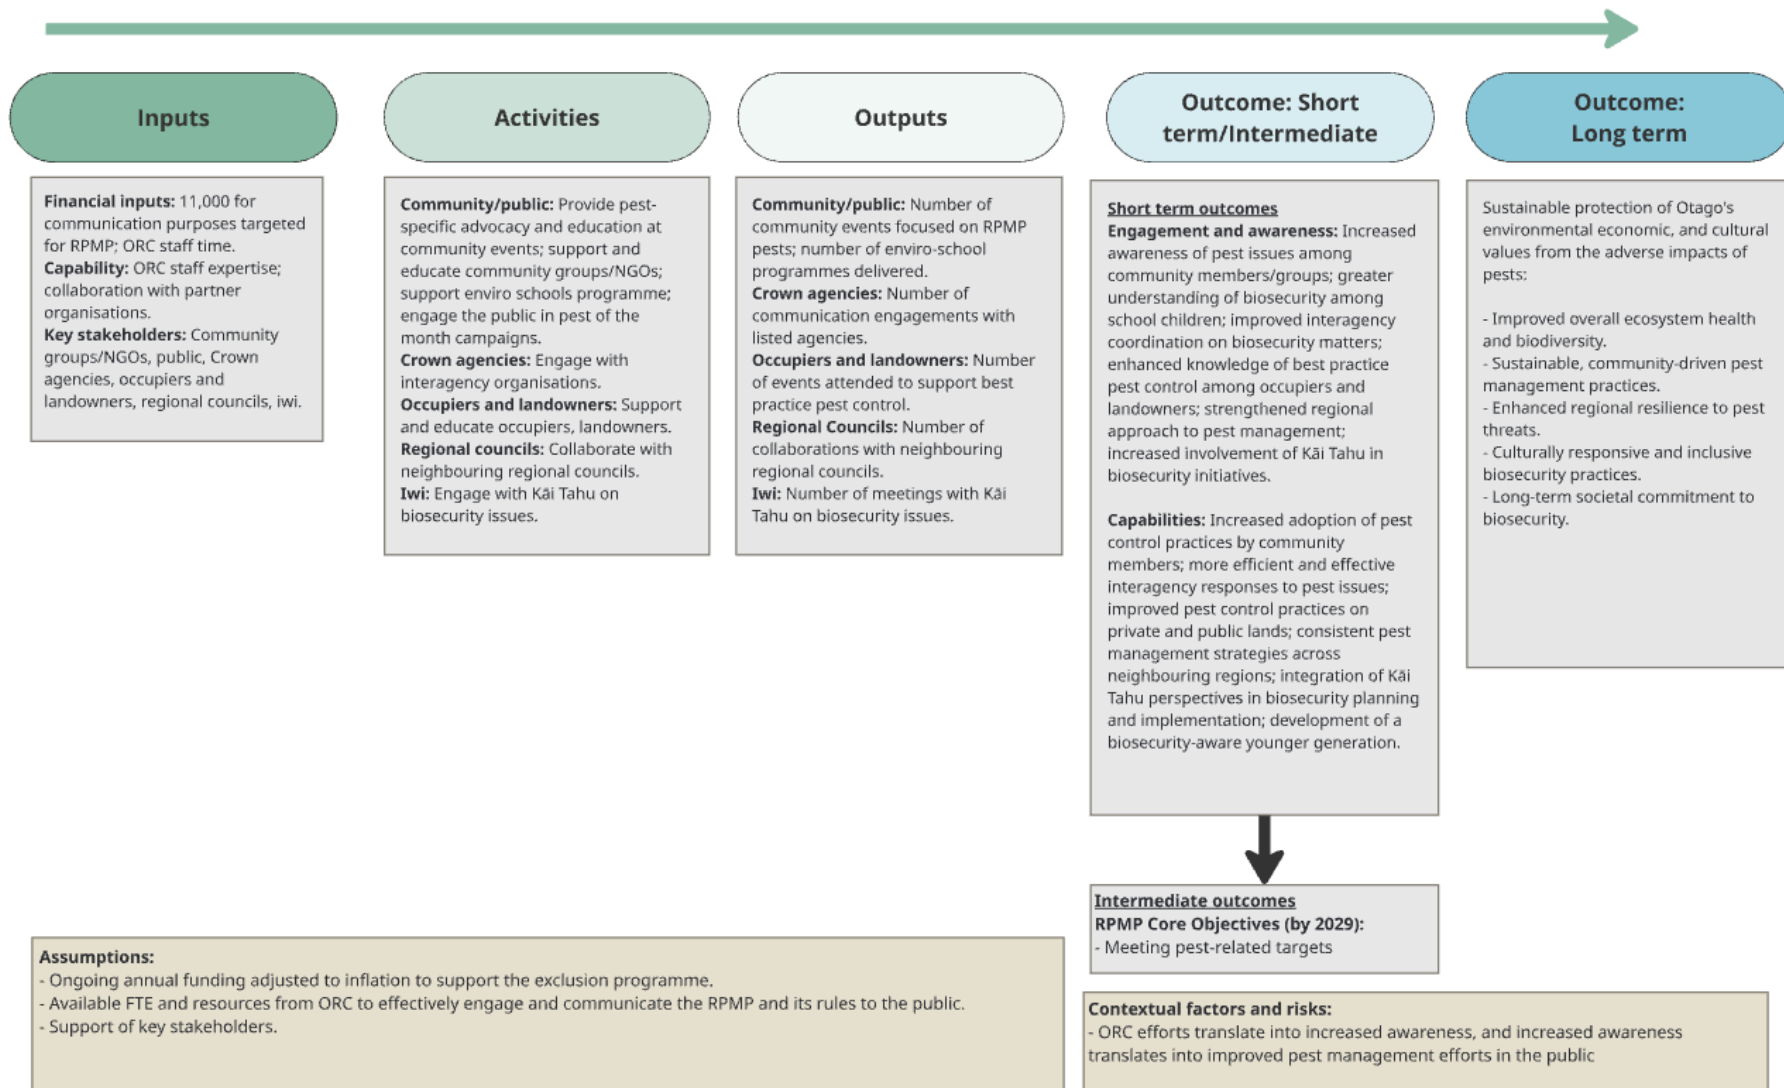 Inputs
Activities
Outputs
Outcome: Short
term/Intermediate
Outcome:
Long term
Financial inputs: 11,000 for
communication purposes targeted
for RPMP; ORC staff time.
Capability: ORC staff expertise;
collaboration with partner
organisations.
Key stakeholders: Community
groups/NGOs, public, Crown
agencies, occupiers and
landowners, regional councils, iwi.
Community/public: Provide pest-
specific advocacy and education at
community events; support and
educate community groups/NGOs;
support enviro schools programme;
engage the public in pest of the
month campaigns.
Crown agencies: Engage with
interagency organisations.
Occupiers and landowners: Support
and educate occupiers, landowners.
Regional councils: Collaborate with
neighbouring regional councils.
Iwi: Engage with Kāi Tahu on
biosecurity issues.
Community/public: Number of
community events focused on RPMP
pests; number of enviro-school
programmes delivered.
Crown agencies: Number of
communication engagements with
listed agencies.
Occupiers and landowners: Number
of events attended to support best
practice pest control.
Regional Councils: Number of
collaborations with neighbouring
regional councils.
Iwi: Number of meetings with Kāi
Tahu on biosecurity issues.
Short term outcomes
Engagement and awareness: Increased
awareness of pest issues among
community members/groups; greater
understanding of biosecurity among
school children; improved interagency
coordination on biosecurity matters;
enhanced knowledge of best practice
pest control among occupiers and
landowners; strengthened regional
approach to pest management;
increased involvement of Kāi Tahu in
biosecurity initiatives.
Capabilities: Increased adoption of pest
control practices by community
members; more efficient and effective
interagency responses to pest issues;
improved pest control practices on
private and public lands; consistent pest
management strategies across
neighbouring regions; integration of Kāi
Tahu perspectives in biosecurity planning
and implementation; development of a
biosecurity-aware younger generation.
Sustainable protection of Otago's
environmental economic, and cultural
values from the adverse impacts of
pests:
- Improved overall ecosystem health
and biodiversity.
- Sustainable, community-driven pest
management practices.
- Enhanced regional resilience to pest
threats.
- Culturally responsive and inclusive
biosecurity practices.
- Long-term societal commitment to
biosecurity.
Intermediate outcomes
RPMP Core Objectives (by 2029):
- Meeting pest-related targets
Assumptions:
- Ongoing annual funding adjusted to inflation to support the exclusion programme.
- Available FTE and resources from ORC to effectively engage and communicate the RPMP and its rules to the public.
- Support of key stakeholders.
Contextual factors and risks:
- ORC efforts translate into increased awareness, and increased awareness
translates into improved pest management efforts in the public